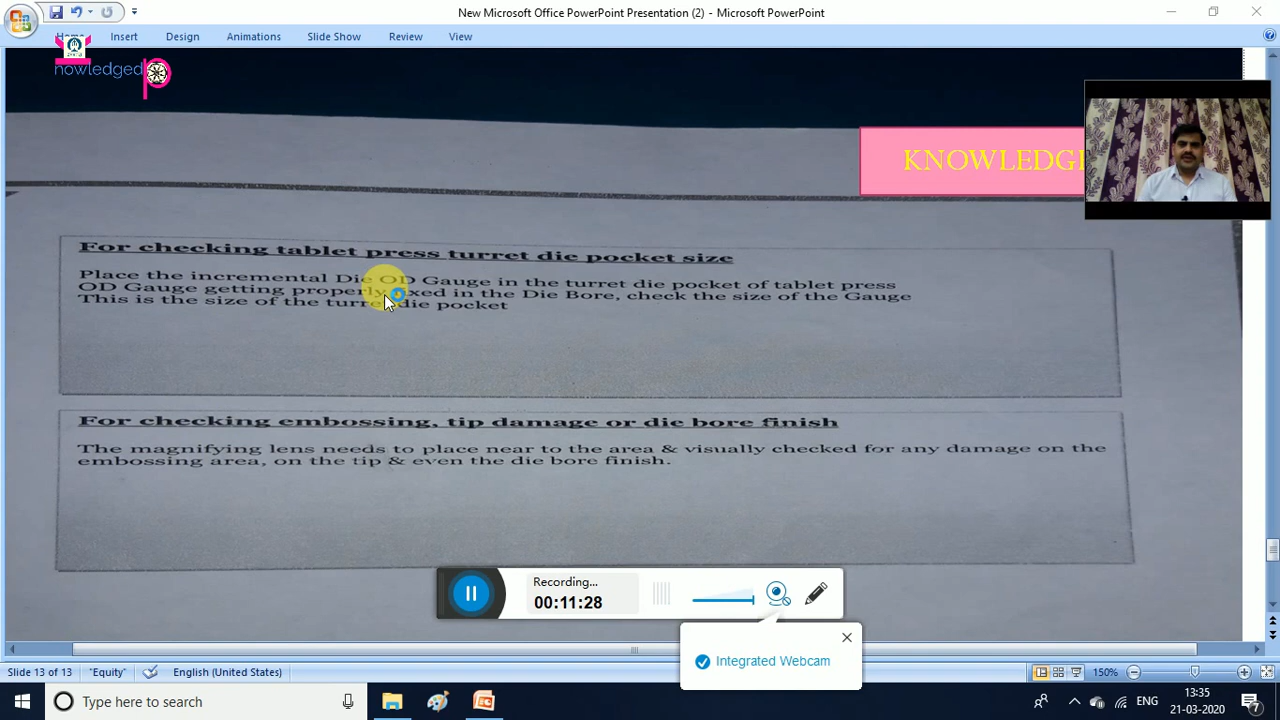 New Microsoft Office PowerPoint Presentation (2) - Microsoft PowerPoint
Home Insert Design Animations Slide Show Review View
nowledged
p
KNOWLEDGE
For checking tablet press turret die pocket size
Place the incremental Die OD Gauge in the turret die pocket of tablet press
OD Gauge getting properly in the Die Bore, check the size of the Gauge
This is the size of the turret die pocket
For checking embossing, tip damage or die bore finish
The magnifying lens needs to place near to the area & visually checked for any damage on the
embossing area, on the tip & even the die bore finish.
Recording...
00:11:28
Integrated Webcam
Slide 13 of 13 "Equity" English (United States) 150%
Type here to search
ENG
13:35
21-03-2020
7